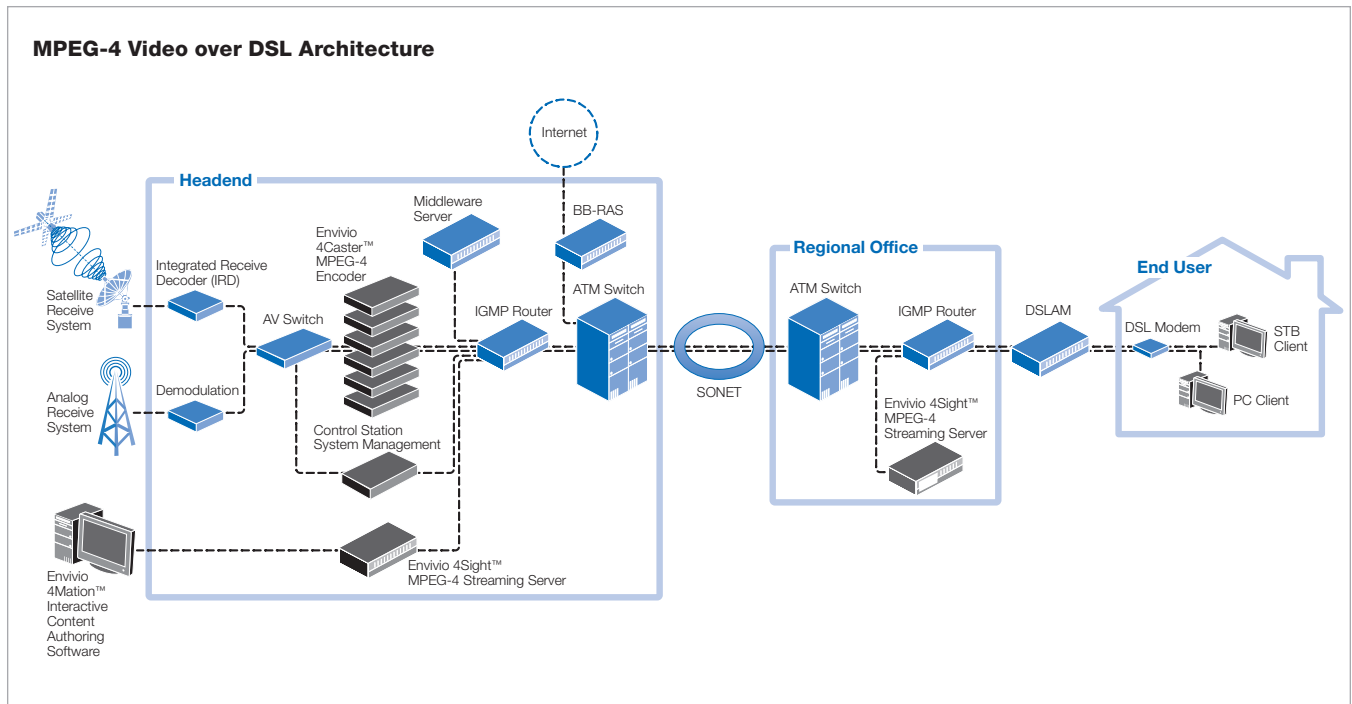 MPEG-4 Video over DSL Architecture
Internet
Headend
Middleware
Server
BB-RAS
Envivio
4Caster™
MPEG-4
Encoder
Regional Office
End User
Integrated Receive
Decoder (IRD)
Satellite
Receive
System
AV Switch
IGMP Router
ATM Switch
SONET
ATM Switch
IGMP Router
DSLAM
DSL Modem
STB
Client
PC Client
Analog
Receive
System
Demodulation
Control Station
System Management
Envivio 4Sight™
MPEG-4
Streaming Server
Envivio 4Sight™
MPEG-4 Streaming Server
Envivio
4Mation™
Interactive
Content
Authoring
Software